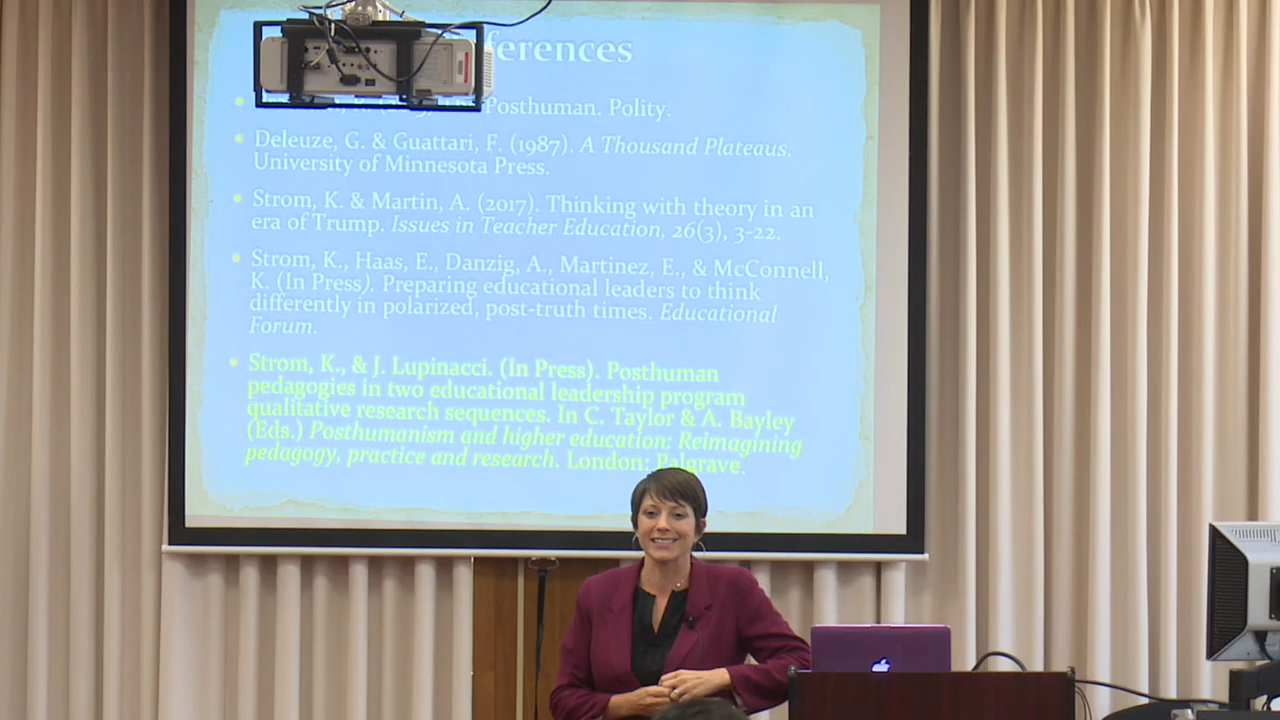 ferences
Posthuman. Polity.
Deleuze, G. & Guattari, F. (1987). A Thousand Plateaus.
University of Minnesota Press.
Strom, K. & Martin, A. (2017). Thinking with theory in an
era of Trump. Issues in Teacher Education, 26(3), 3-22.
Strom, K., Haas, E., Danzig, A., Martinez, E., & McConnell,
K. (In Press). Preparing educational leaders to think
differently in polarized, post-truth times. Educational
Forum.
Strom, K., & J. Lupinacci. (In Press). Posthuman
pedagogies in two educational leadership program
qualitative research sequences. In C. Taylor & A. Bayley
(Eds.) Posthumanism and higher education: Reimagining
pedagogy, practice and research. London: Palgrave.